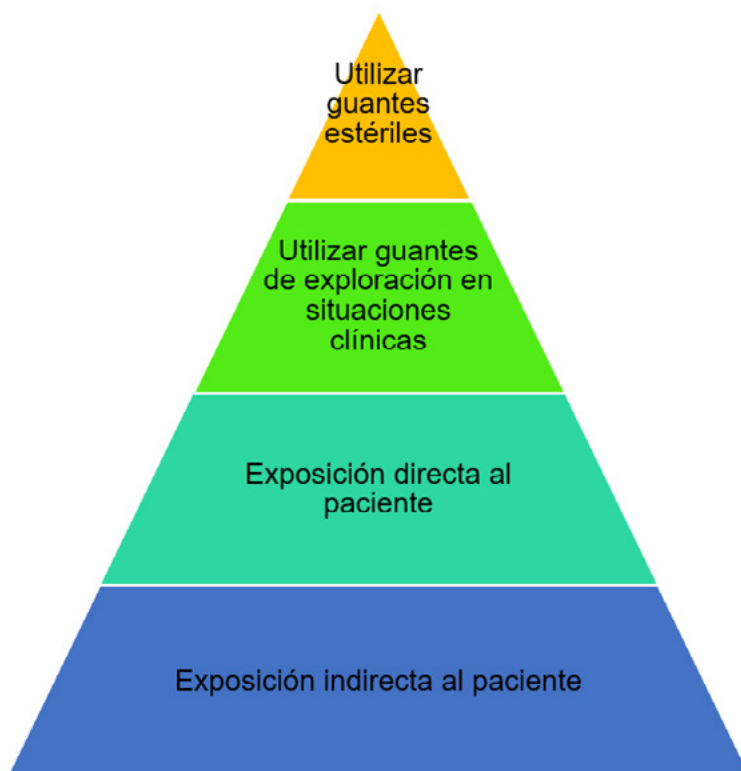 Utilizar
guantes
estériles
Utilizar guantes
de exploración en
situaciones
clínicas
Exposición directa al
paciente
Exposición indirecta al paciente